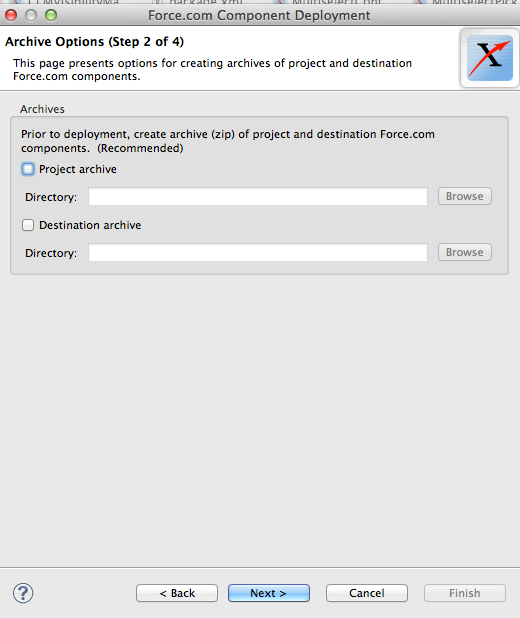 Force.com Component Deployment
Archive Options (Step 2 of 4)
This page presents options for creating archives of project and destination
Force.com components.
X
Archives
Prior to deployment, create archive (zip) of project and destination Force.com
components. (Recommended)
Project archive
Directory:
Browse
Destination archive
Directory:
Browse
?
< Back
Next >
Cancel
Finish